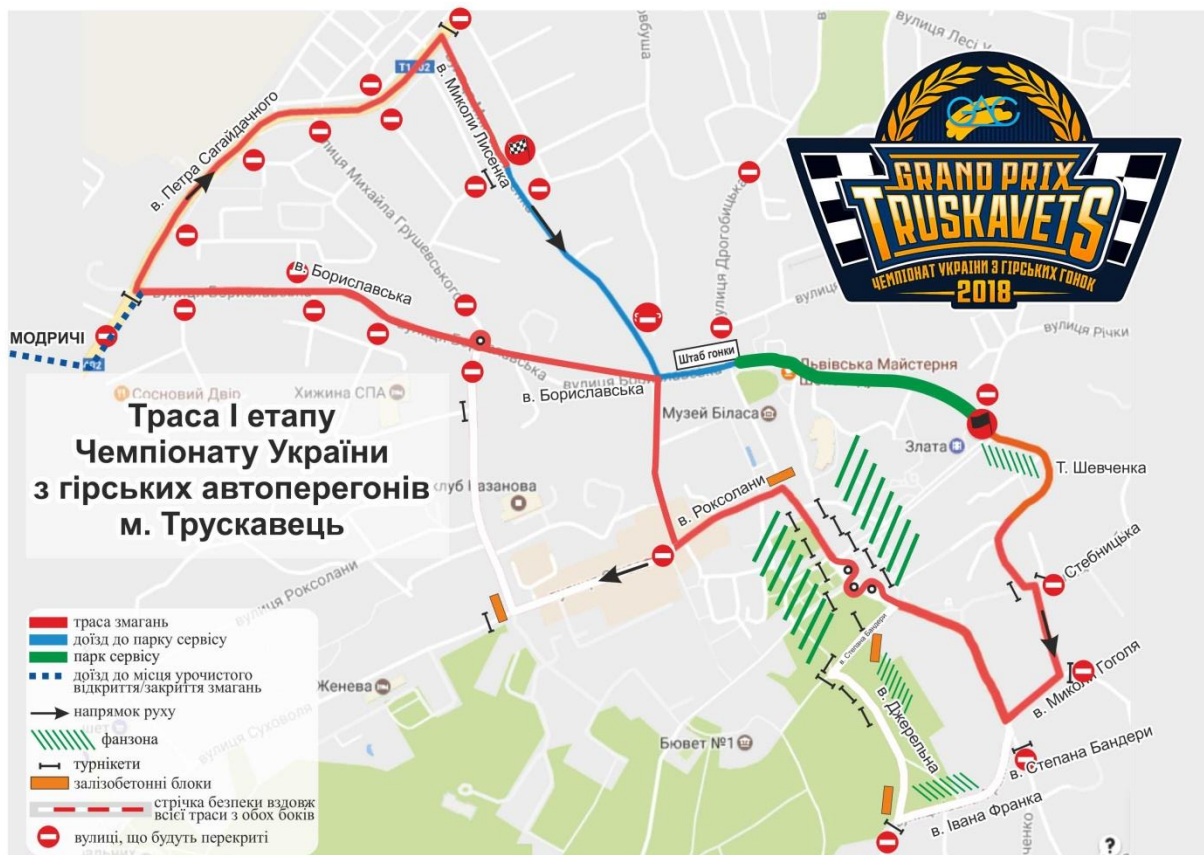 вулиця Лесі
T1402
в. Миколи Лисенка
в. Петра Сагайдачного
вулиця Михайла Грушевського
вулиця Дрогобицька
GRAND PRIX
TRUSKAVETS
ЧЕМПІОНАТ УКРАЇНИ З ГІРСЬКИХ ГОНОК
2018
в. Бориславська
МОДРИЧІ
вулиця Річки
Штаб гонки
Львівська Майстерня
Сосновий Двір
Хижина СПА
в. Бориславська
Музей Біласа
Траса І етапу
Чемпіонату України
з гірських автоперегонів
м. Трускавець
Злата
Т. Шевченка
клуб Казанова
в. Роксолани
в. Стебницька
вулиця Роксолани
траса змагань
доїзд до парку сервісу
парк сервісу
доїзд до місця урочистого
відкриття/закриття змагань
напрямок руху
фанзона
турнікети
залізобетонні блоки
стрічка безпеки вздовж
всієї траси з обох боків
вулиці, що будуть перекриті
в. Степана Бандери
Женева
вулиця Суховоля
в. Джерельна
в. Миколи Гоголя
Бювет №1
в. Степана Бандери
в. Івана Франка
?